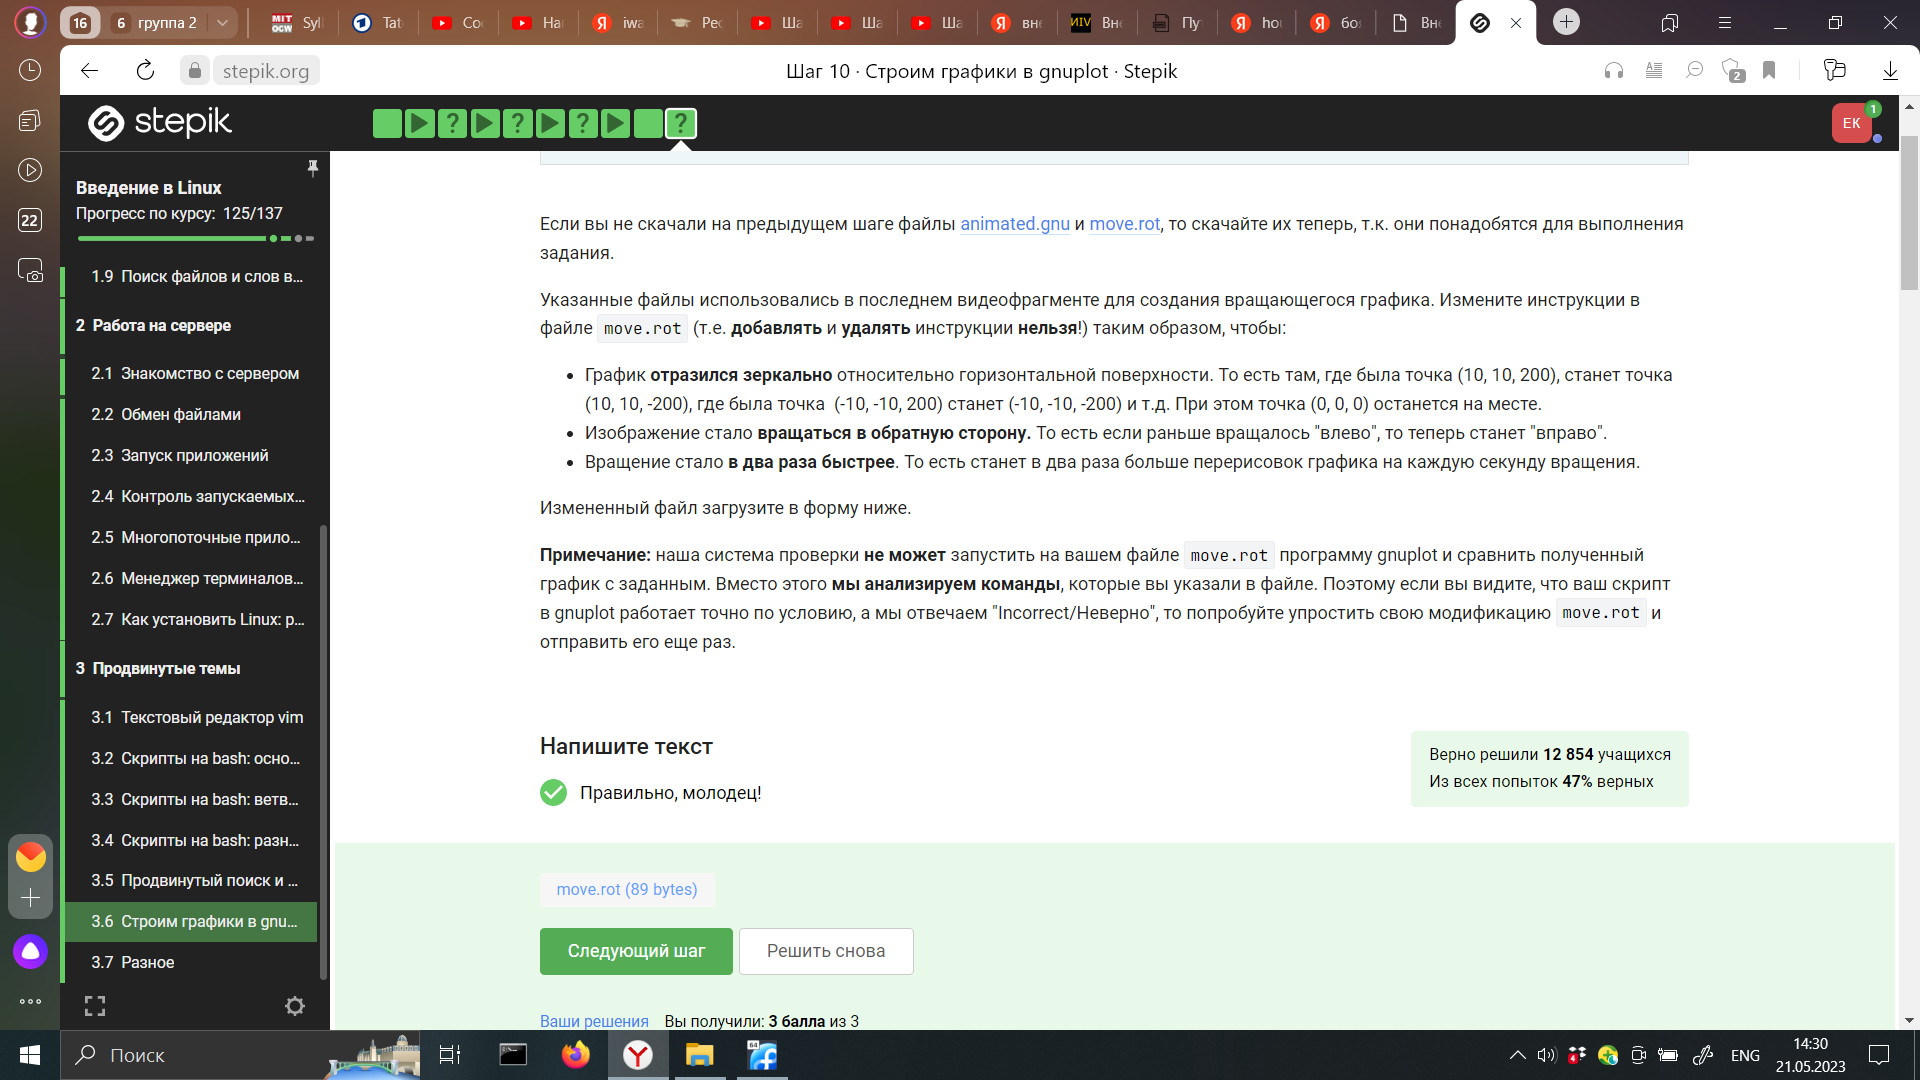 16
6 группа 2
MIT OCW Syll
Tat
Coc
Наг
iwa
Рес
Ша
Ша
Ша
вне
ИIV Вне
Пу
hou
боя
Вне
stepik.org
Шаг 10 · Строим графики в gnuplot · Stepik
2
22
stepik
EK
1
Введение в Linux
Прогресс по курсу: 125/137
1.9 Поиск файлов и слов в...
2 Работа на сервере
2.1 Знакомство с сервером
2.2 Обмен файлами
2.3 Запуск приложений
2.4 Контроль запускаемых...
2.5 Многопоточные прило...
2.6 Менеджер терминалов...
2.7 Как установить Linux: р...
3 Продвинутые темы
3.1 Текстовый редактор vim
3.2 Скрипты на bash: осно...
3.3 Скрипты на bash: ветв...
3.4 Скрипты на bash: разн...
3.5 Продвинутый поиск и ...
3.6 Строим графики в gnu...
3.7 Разное
Если вы не скачали на предыдущем шаге файлы animated.gnu и move.rot, то скачайте их теперь, т.к. они понадобятся для выполнения
задания.
Указанные файлы использовались в последнем видеофрагменте для создания вращающегося графика. Измените инструкции в
файле move.rot (т.е. добавлять и удалять инструкции нельзя!) таким образом, чтобы:
• График отразился зеркально относительно горизонтальной поверхности. То есть там, где была точка (10, 10, 200), станет точка
(10, 10, -200), где была точка (-10, -10, 200) станет (-10, -10, -200) и т.д. При этом точка (0, 0, 0) останется на месте.
• Изображение стало вращаться в обратную сторону. То есть если раньше вращалось "влево", то теперь станет "вправо".
• Вращение стало в два раза быстрее. То есть станет в два раза больше перерисовок графика на каждую секунду вращения.
Измененный файл загрузите в форму ниже.
Примечание: наша система проверки не может запустить на вашем файле move.rot программу gnuplot и сравнить полученный
график с заданным. Вместо этого мы анализируем команды, которые вы указали в файле. Поэтому если вы видите, что ваш скрипт
в gnuplot работает точно по условию, а мы отвечаем "Incorrect/Неверно", то попробуйте упростить свою модификацию move.rot и
отправить его еще раз.
Напишите текст
Правильно, молодец!
Верно решили 12 854 учащихся
Из всех попыток 47% верных
move.rot (89 bytes)
Следующий шаг
Решить снова
Ваши решения Вы получили: 3 балла из 3
Поиск
64
4
ENG
14:30
21.05.2023